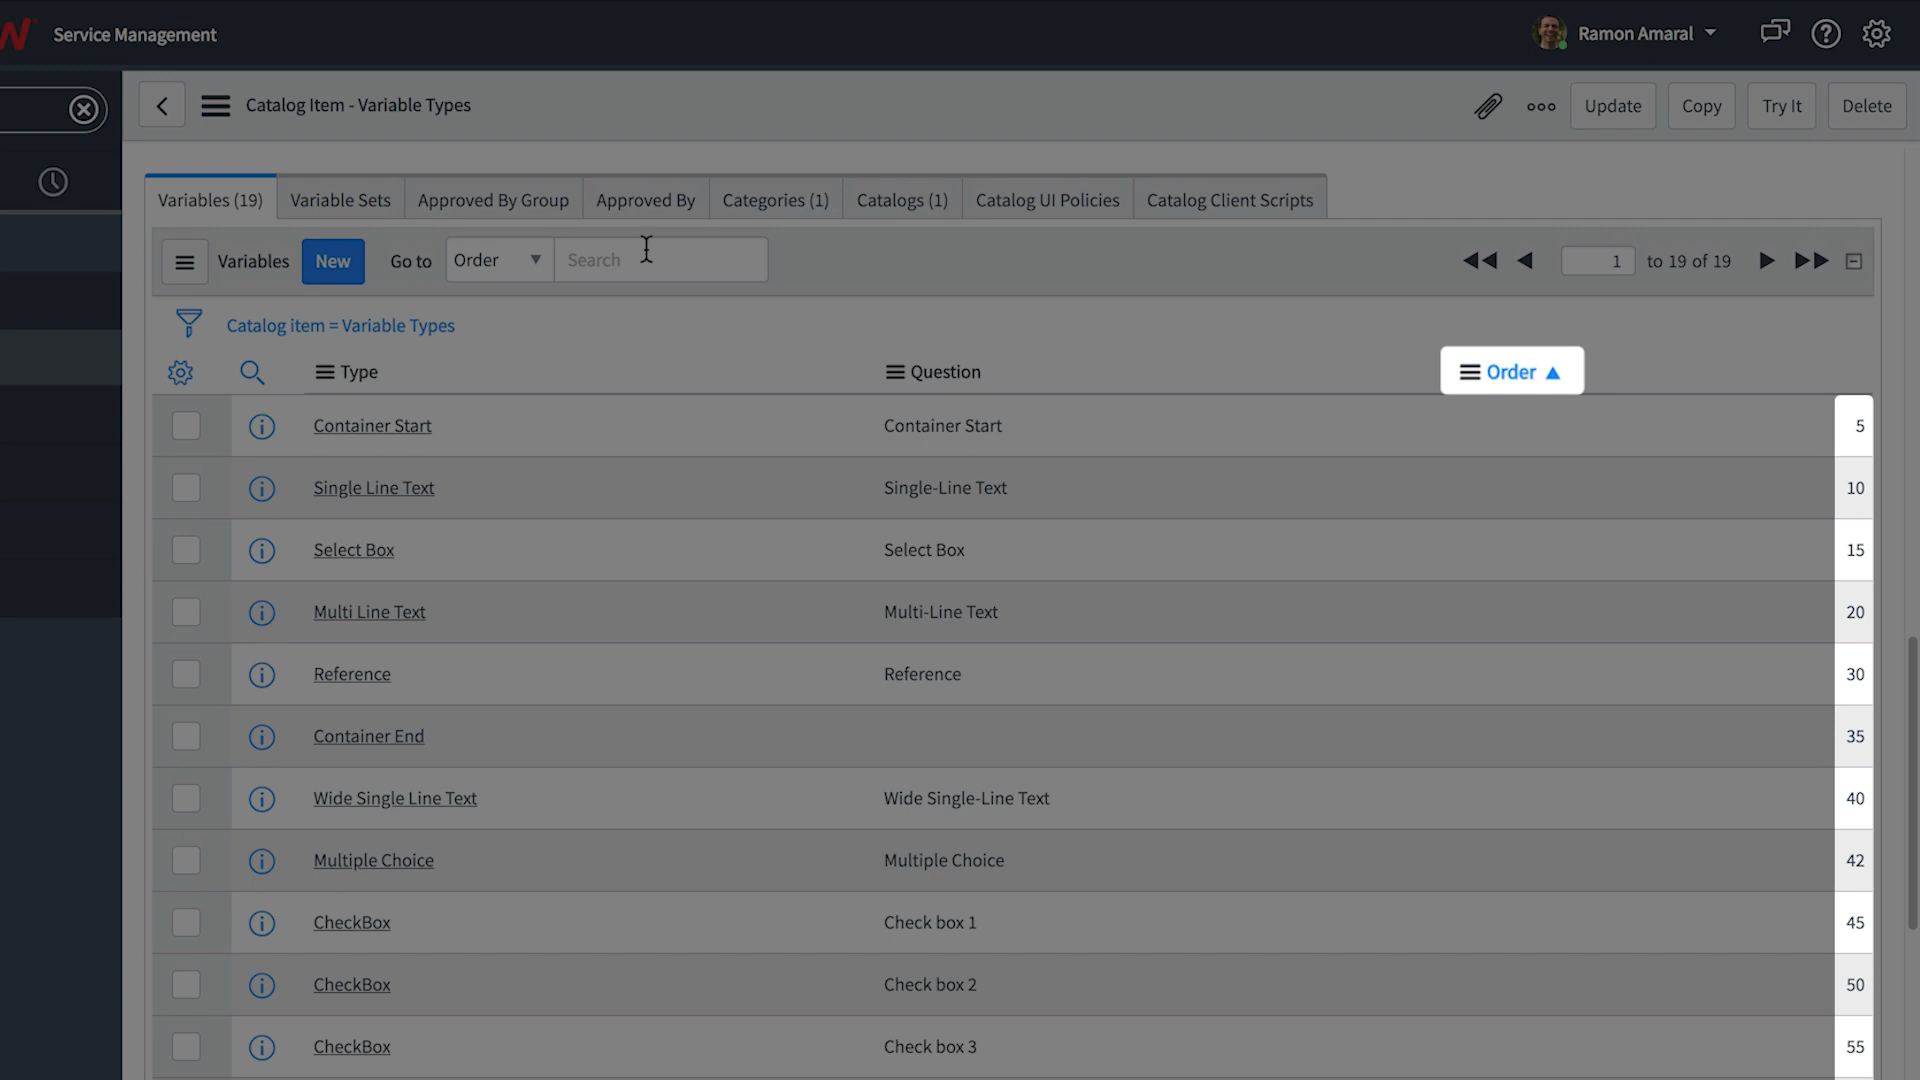 Service Management
Ramon Amaral
Catalog Item - Variable Types
Update
Copy
Try It
Delete
Variables (19)
Variable Sets
Approved By Group
Approved By
Categories (1)
Catalogs (1)
Catalog UI Policies
Catalog Client Scripts
Variables
New
Go to
Order
Search
1
to 19 of 19
Catalog item = Variable Types
Type
Question
Order
Container Start
Container Start
5
Single Line Text
Single-Line Text
10
Select Box
Select Box
15
Multi Line Text
Multi-Line Text
20
Reference
Reference
30
Container End
35
Wide Single Line Text
Wide Single-Line Text
40
Multiple Choice
Multiple Choice
42
CheckBox
Check box 1
45
CheckBox
Check box 2
50
CheckBox
Check box 3
55